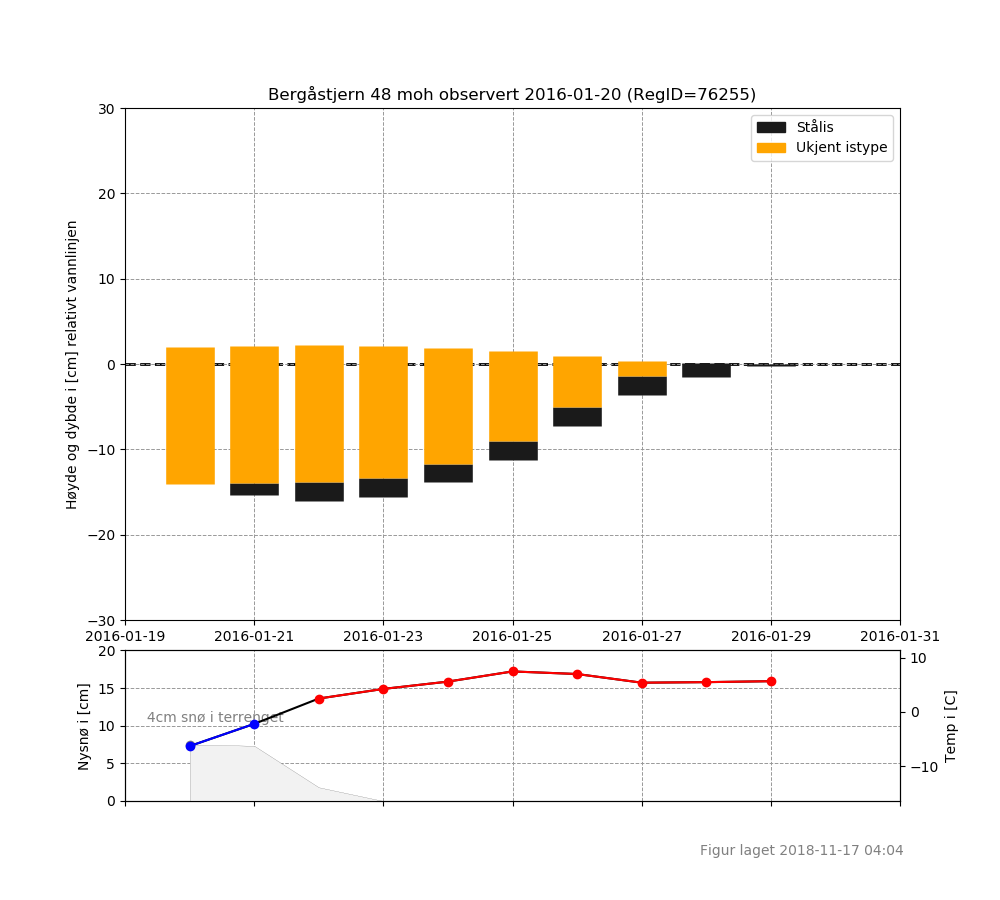 Bergåstjern 48 moh observert 2016-01-20 (RegID=76255)
Stålis
Ukjent istype
Høyde og dybde i [cm] relativt vannlinjen
30
20
10
0
−10
−20
−30
2016-01-19 2016-01-21 2016-01-23 2016-01-25 2016-01-27 2016-01-29 2016-01-31
Nysnø i [cm]
20
15
10
5
0
4cm snø i terrenget
10
0
−10
Temp i [C]
Figur laget 2018-11-17 04:04